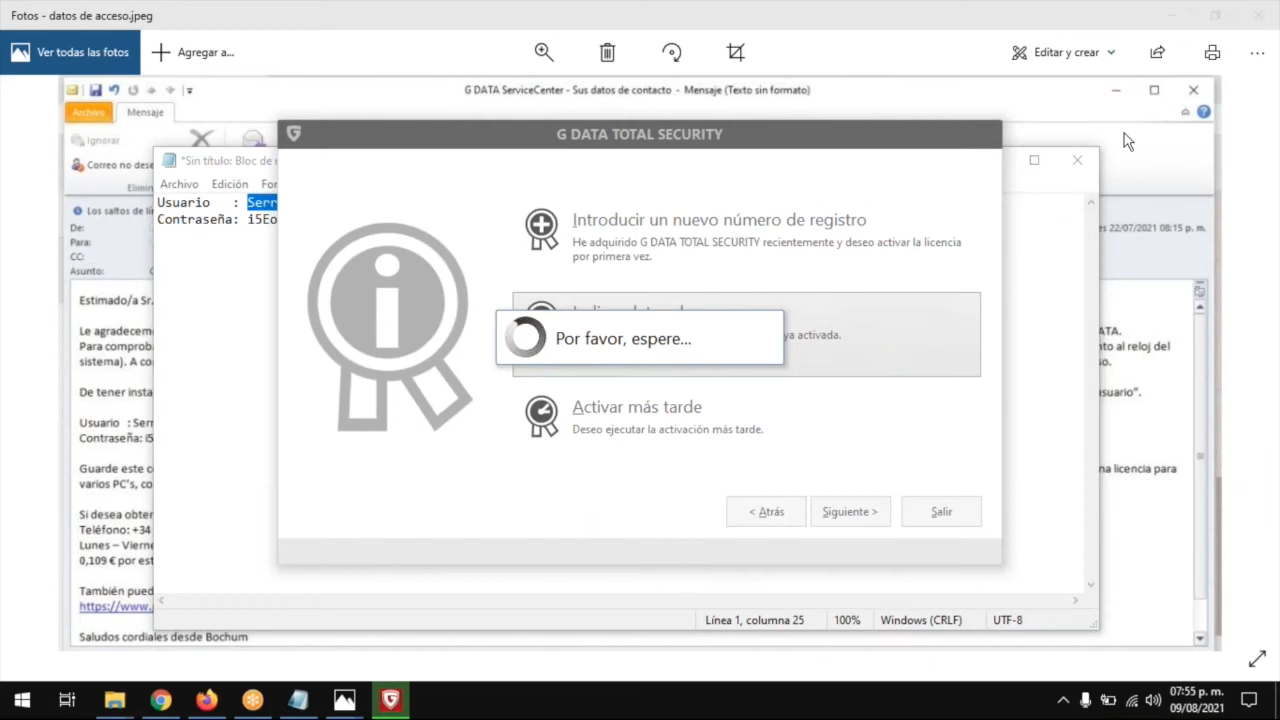 Fotos - datos de acceso.jpeg
Ver todas las fotos
Agregar a...
Editar y crear
G DATA ServiceCenter - Sus datos de contacto - Mensaje (Texto sin formato)
Archivo
Mensaje
Ignorar
Correo no dese
Elimin
*Sin título: Bloc de
G DATA TOTAL SECURITY
Archivo Edición For
Usuario : Serr
Contraseña: i5Eo
Los saltos de lí
De:
Para:
CC:
Asunto:
es 22/07/2021 08:15 p. m.
Introducir un nuevo número de registro
He adquirido G DATA TOTAL SECURITY recientemente y deseo activar la licencia
por primera vez.
ya activada.
Por favor, espere...
Activar más tarde
Deseo ejecutar la activación más tarde.
< Atrás
Siguiente >
Salir
Estimado/a Sr.
Le agradecem
ATA.
Para comprob
nto al reloj del
sistema). A co
so.
De tener insta
usuario”.
Usuario : Serr
Contraseña: i5
Guarde este c
na licencia para
varios PC’s, co
Si desea obter
Teléfono: +34
Lunes – Vierne
0,109 € por est
También pued
https://www.
Saludos cordiales desde Bochum
Línea 1, columna 25
100%
Windows (CRLF)
UTF-8
07:55 p. m.
09/08/2021